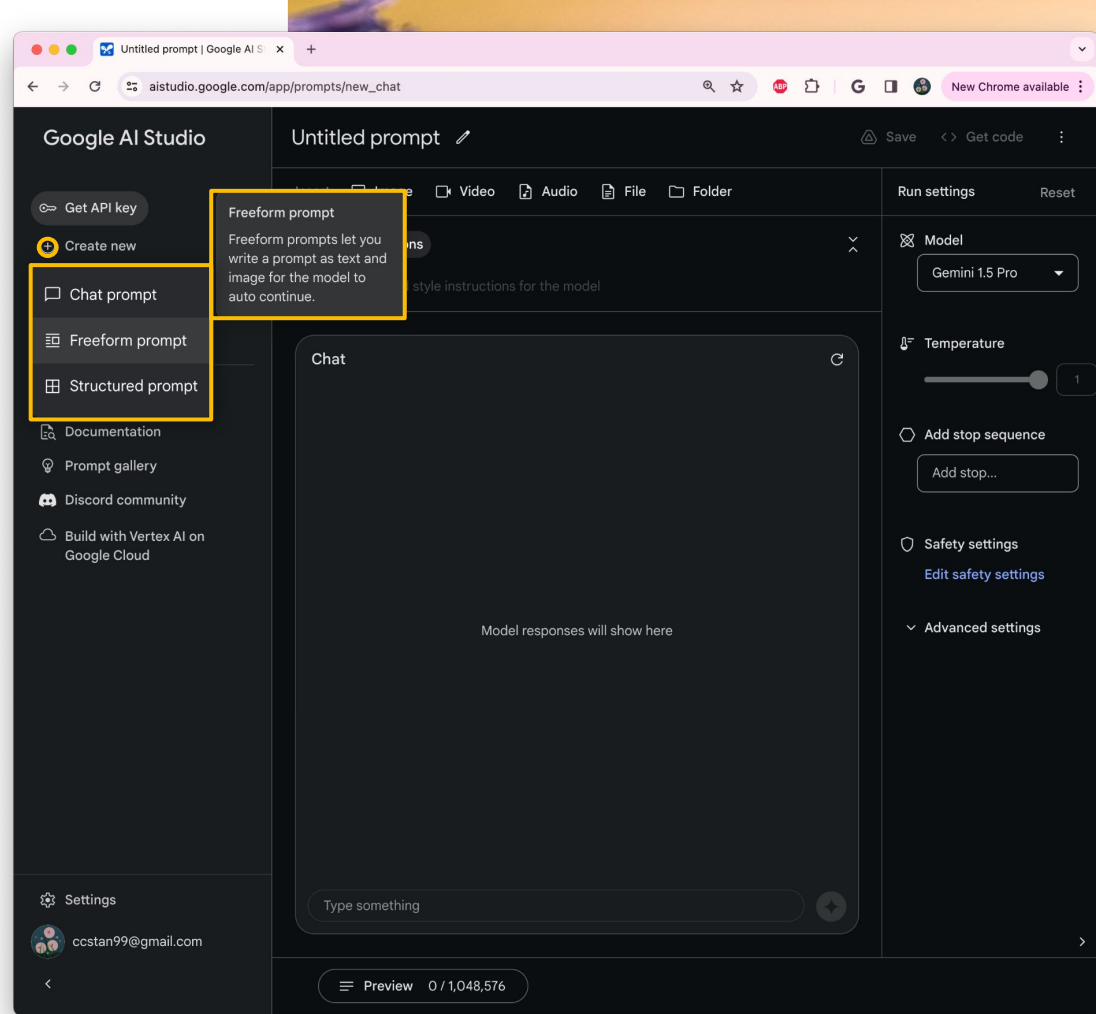 Untitled prompt | Google AI S
aistudio.google.com/app/prompts/new_chat
ABP
G
New Chrome available
Google AI Studio
Untitled prompt
Save
<> Get code
Get API key
Create new
Chat prompt
Freeform prompt
Structured prompt
Documentation
Prompt gallery
Discord community
Build with Vertex AI on
Google Cloud
Settings
ccstan99@gmail.com
Freeform prompt
Freeform prompts let you
write a prompt as text and
image for the model to
auto continue.
Video
Audio
File
Folder
style instructions for the model
Chat
Model responses will show here
Type something
Preview 0 / 1,048,576
Run settings
Reset
Model
Gemini 1.5 Pro
Temperature
1
Add stop sequence
Add stop...
Safety settings
Edit safety settings
Advanced settings